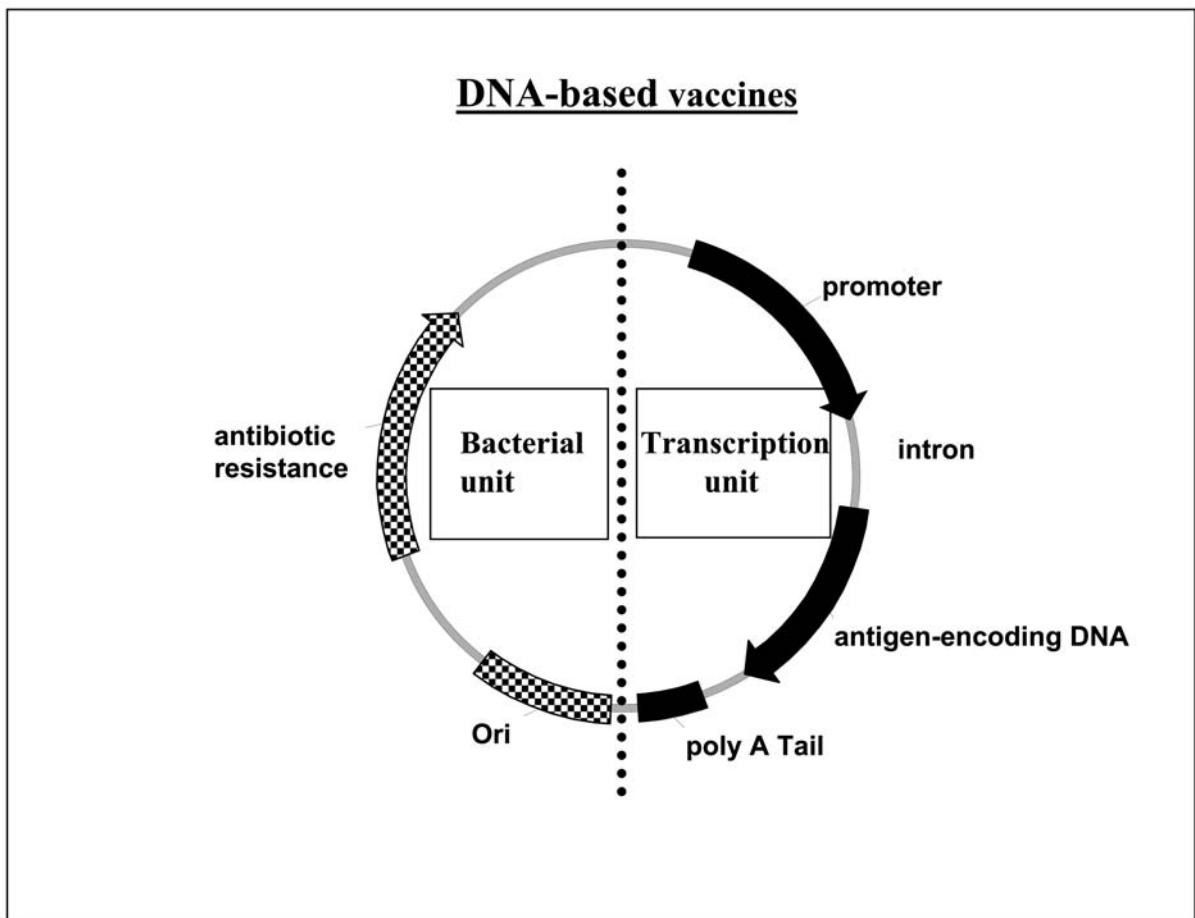 DNA-based vaccines
promoter
intron
antibiotic
resistance
Bacterial
unit
Transcription
unit
antigen-encoding DNA
Ori
poly A Tail